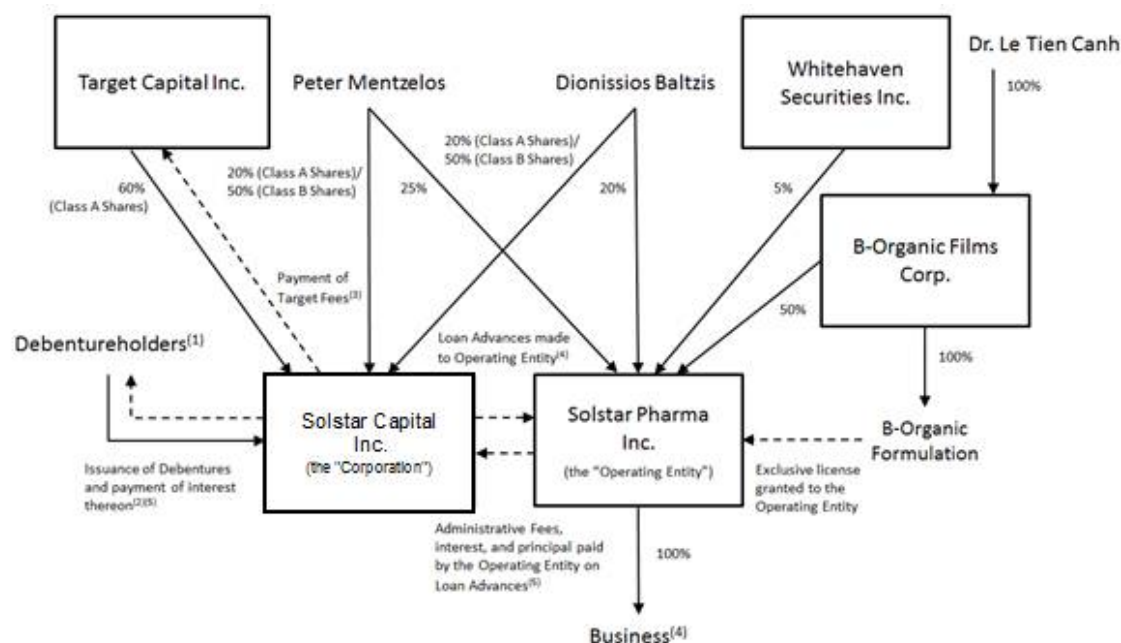 Target Capital Inc.
Peter Mentzelos
Dionissios Baltzis
Whitehaven
Securities Inc.
Dr. Le Tien Canh
100%
60%
(Class A Shares)
20% (Class A Shares)/
50% (Class B Shares)
25%
20% (Class A Shares)/
50% (Class B Shares)
20%
5%
B-Organic Films
Corp.
Payment of
Target Fees(3)
50%
Debentureholders(1)
Loan Advances made
to Operating Entity(4)
100%
Solstar Capital
Inc.
(the "Corporation")
Solstar Pharma
Inc.
(the "Operating Entity")
B-Organic
Formulation
Issuance of Debentures
and payment of interest
thereon(2)(5)
Exclusive license
granted to the
Operating Entity
Administrative Fees,
interest, and principal paid
by the Operating Entity on
Loan Advances(5)
100%
Business(4)